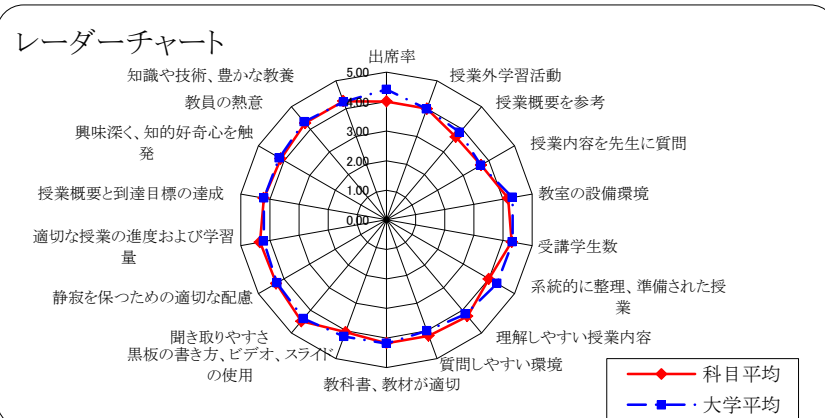 レーダーチャート
出席率
授業外学習活動
授業概要を参考
授業内容を先生に質問
教室の設備環境
受講学生数
系統的に整理、準備された授
業
理解しやすい授業内容
質問しやすい環境
教科書、教材が適切
黒板の書き方、ビデオ、スライド
の使用
聞き取りやすさ
静寂を保つための適切な配慮
適切な授業の進度および学習
量
授業概要と到達目標の達成
興味深く、知的好奇心を触
発
教員の熱意
知識や技術、豊かな教養
5.00
4.00
3.00
2.00
1.00
0.00
科目平均
大学平均